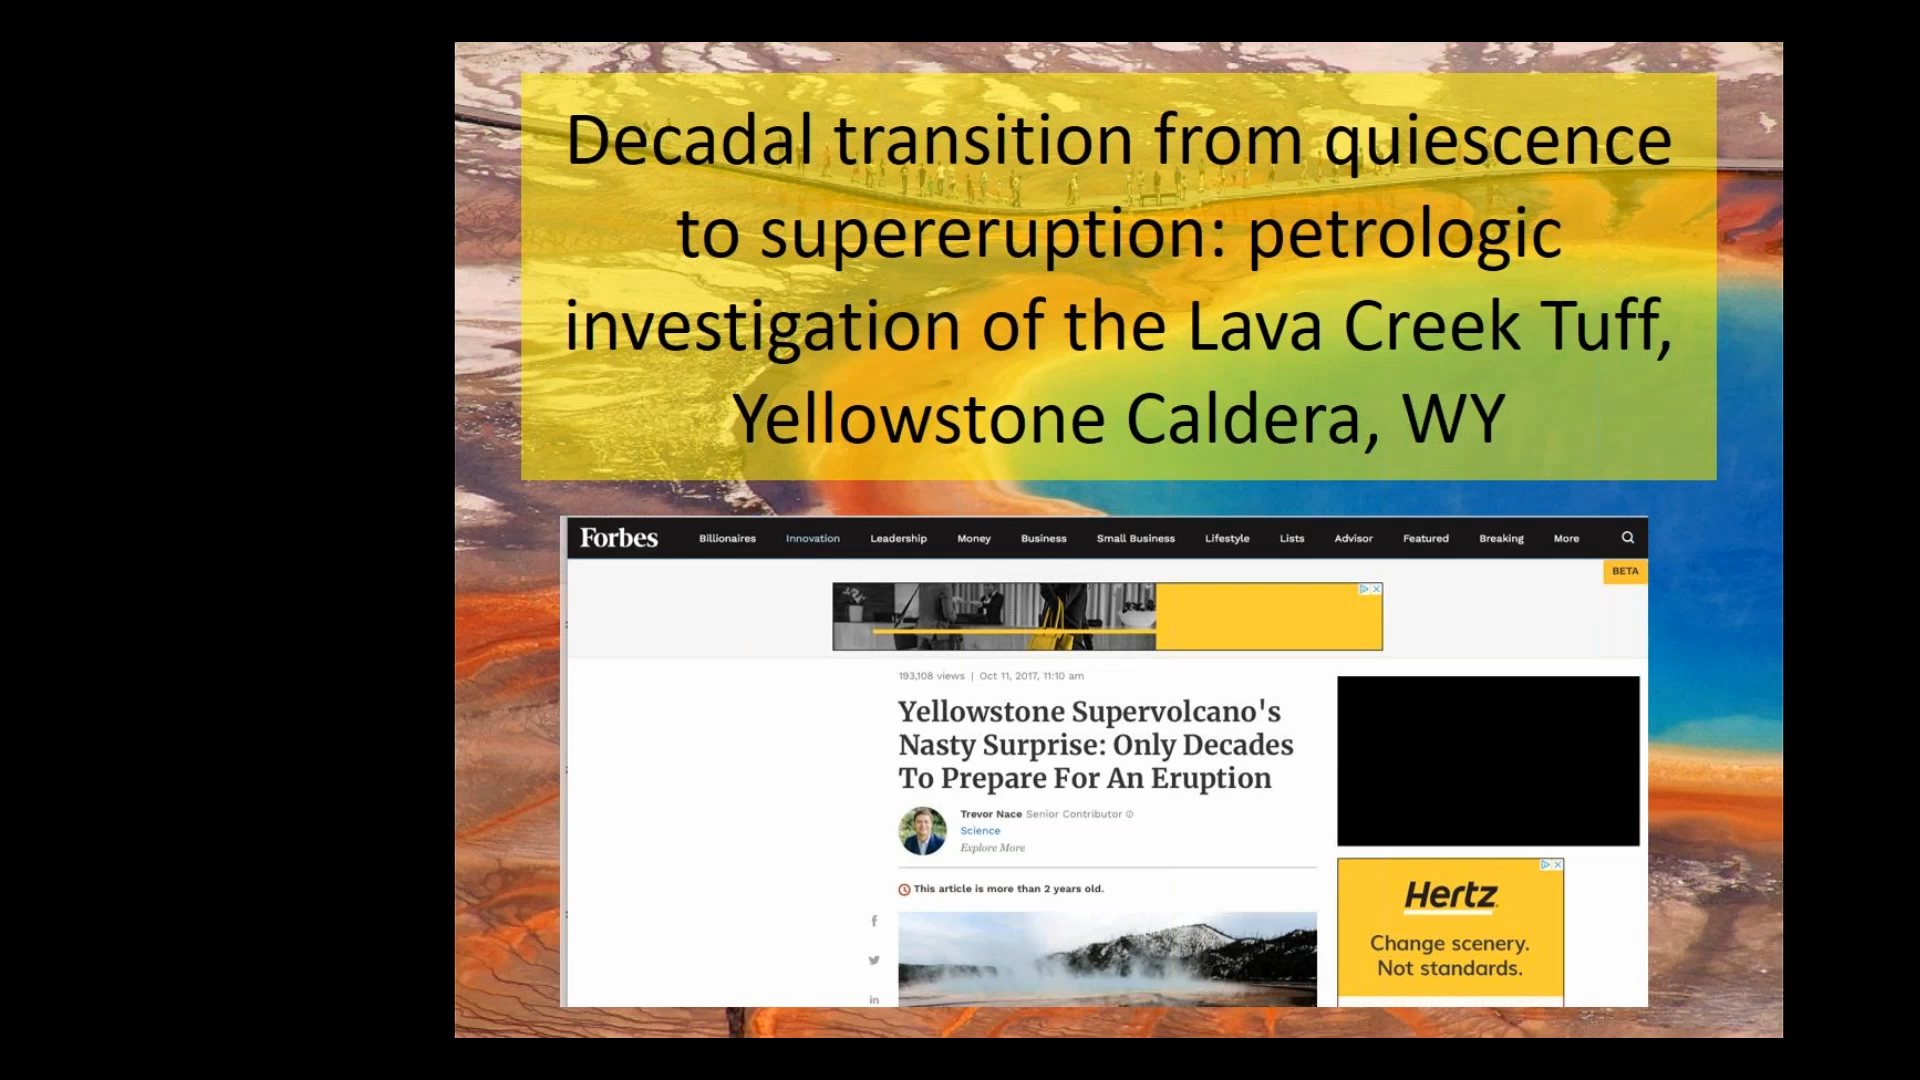 Decadal transition from quiescence
to supereruption: petrologic
investigation of the Lava Creek Tuff,
Yellowstone Caldera, WY
Forbes Billionaires Innovation Leadership Money Business Small Business Lifestyle Lists Advisor Featured Breaking More
BETA
193,108 views | Oct 11, 2017, 11:10 am
Yellowstone Supervolcano's
Nasty Surprise: Only Decades
To Prepare For An Eruption
Trevor Nace Senior Contributor
Science
Explore More
This article is more than 2 years old.
f
in
Hertz
Change scenery.
Not standards.